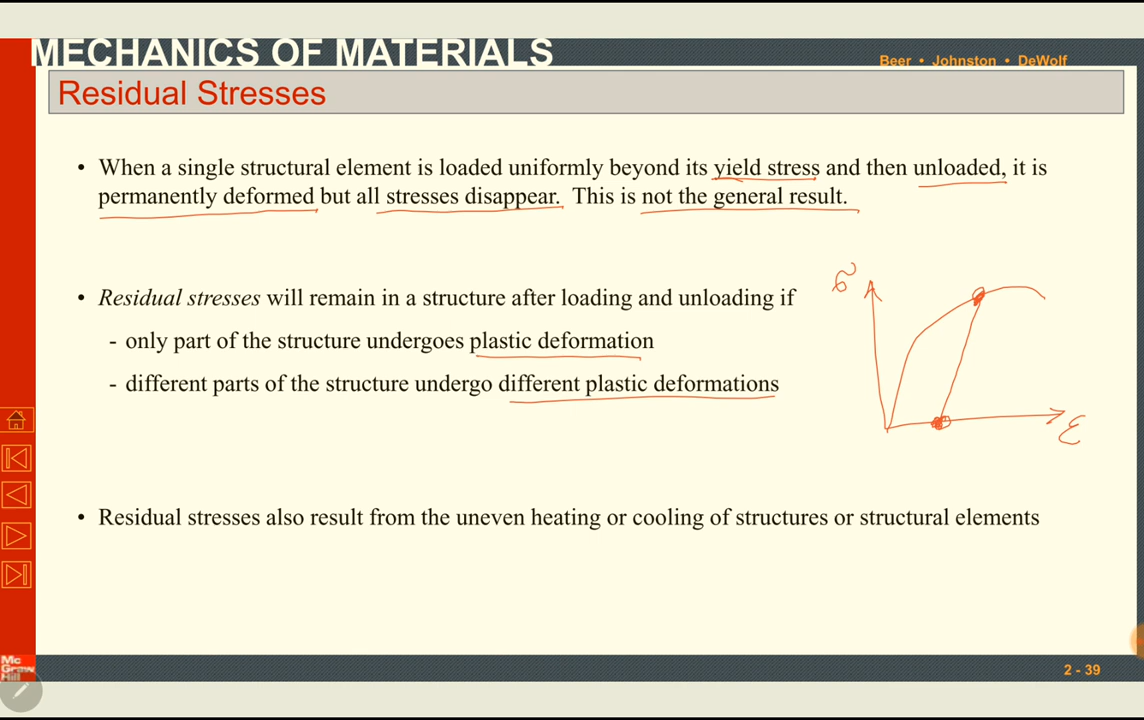 MECHANICS OF MATERIALS
Beer • Johnston • DeWolf
Residual Stresses
• When a single structural element is loaded uniformly beyond its yield stress and then unloaded, it is
permanently deformed but all stresses disappear. This is not the general result.
• Residual stresses will remain in a structure after loading and unloading if
- only part of the structure undergoes plastic deformation
- different parts of the structure undergo different plastic deformations
σ
ε
• Residual stresses also result from the uneven heating or cooling of structures or structural elements
Mc
Graw
Hill
2 - 39